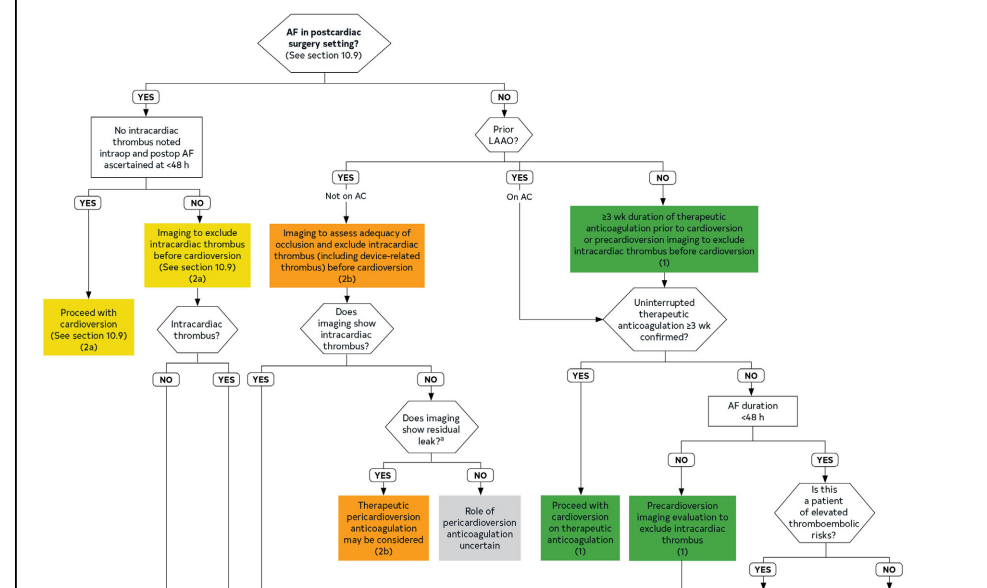 AF in postcardiac
surgery setting?
(See section 10.9)
YES
NO
No intracardiac
thrombus noted
intraop and postop AF
ascertained at <48 h
Prior
LAAO?
YES
Not on AC
YES
On AC
NO
YES
NO
≥3 wk duration of therapeutic
anticoagulation prior to cardioversion
or precardioversion imaging to exclude
intracardiac thrombus before cardioversion
(1)
Imaging to exclude
intracardiac thrombus
before cardioversion
(See section 10.9)
(2a)
Imaging to assess adequacy of
occlusion and exclude intracardiac
thrombus (including device-related
thrombus) before cardioversion
(2b)
Proceed with
cardioversion
(See section 10.9)
(2a)
Intracardiac
thrombus?
Does
imaging show
intracardiac
thrombus?
Uninterrupted
therapeutic
anticoagulation ≥3 wk
confirmed?
NO
YES
YES
NO
YES
NO
Does imaging
show residual
leak?ᵃ
AF duration
<48 h
YES
NO
NO
YES
Therapeutic
pericardioversion
anticoagulation
may be considered
(2b)
Role of
pericardioversion
anticoagulation
uncertain
Proceed with
cardioversion
on therapeutic
anticoagulation
(1)
Precardioversion
imaging evaluation to
exclude intracardiac
thrombus
(1)
Is this
a patient
of elevated
thromboembolic
risks?
YES
NO